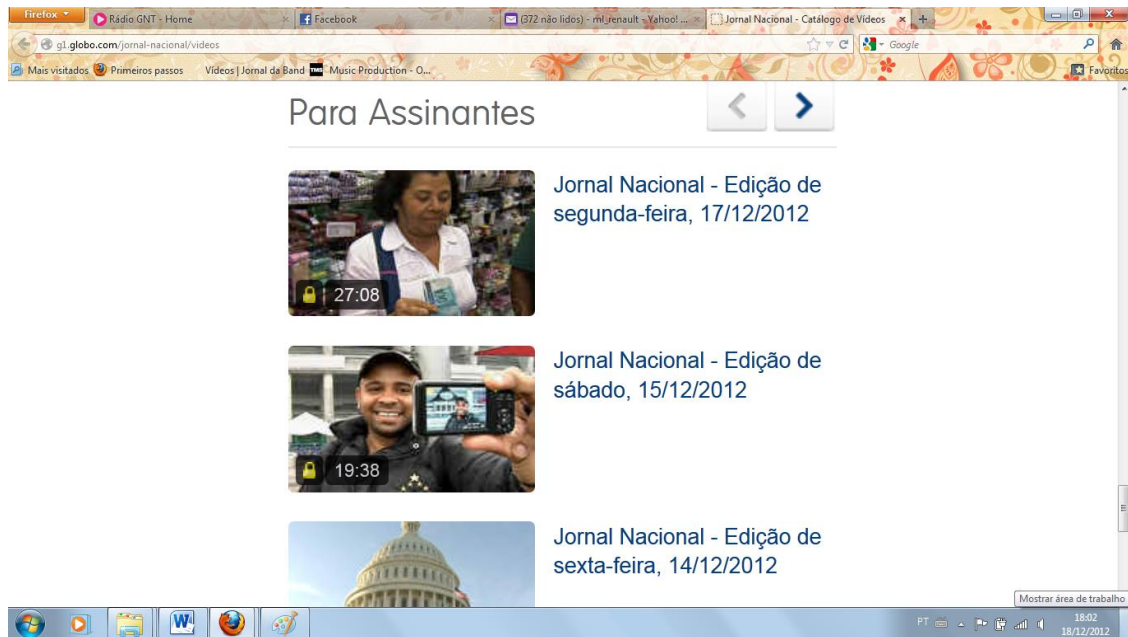 Firefox
Rádio GNT - Home
Facebook
(372 não lidos) - ml_renault - Yahoo! ...
Jornal Nacional - Catálogo de Vídeos
g1.globo.com/jornal-nacional/videos
Google
Mais visitados
Primeiros passos
Vídeos | Jornal da Band
Music Production - O...
Favoritos
Para Assinantes
Jornal Nacional - Edição de
segunda-feira, 17/12/2012
27:08
Jornal Nacional - Edição de
sábado, 15/12/2012
19:38
Jornal Nacional - Edição de
sexta-feira, 14/12/2012
Mostrar área de trabalho
PT
18:02
18/12/2012